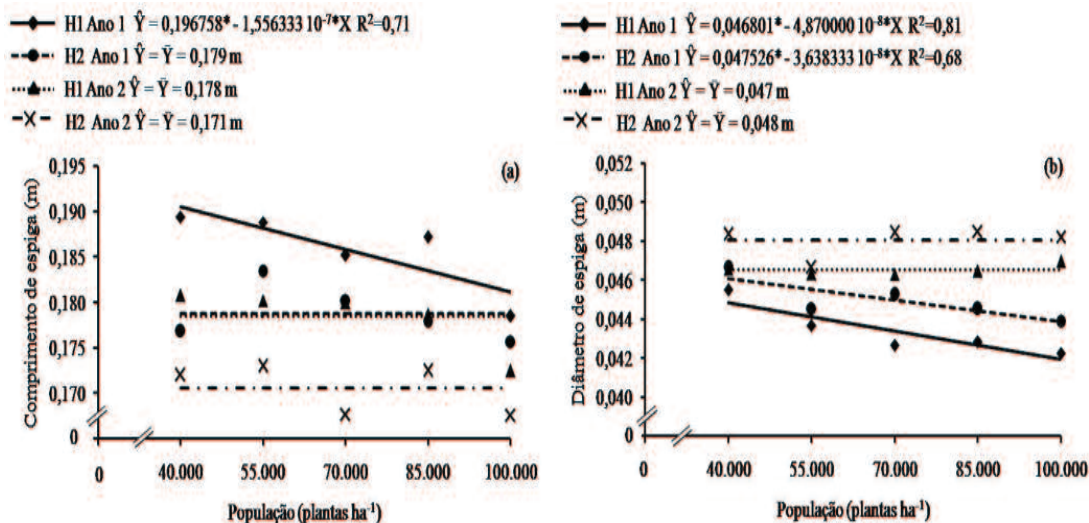 H1 Ano 1 Ŷ = 0,196758* - 1,556333 10⁻⁷*X R²=0,71
H2 Ano 1 Ŷ = Ȳ = 0,179 m
H1 Ano 2 Ŷ = Ȳ = 0,178 m
H2 Ano 2 Ŷ = Ȳ = 0,171 m
(a)
Comprimento de espiga (m)
0,195
0,190
0,185
0,180
0,175
0,170
0
0 40.000 55.000 70.000 85.000 100.000
População (plantas ha⁻¹)
H1 Ano 1 Ŷ = 0,046801* - 4,870000 10⁻⁸*X R²=0,81
H2 Ano 1 Ŷ = 0,047526* - 3,638333 10⁻⁸*X R²=0,68
H1 Ano 2 Ŷ = Ȳ = 0,047 m
H2 Ano 2 Ŷ = Ȳ = 0,048 m
(b)
Diâmetro de espiga (m)
0,052
0,050
0,048
0,046
0,044
0,042
0,040
0
0 40.000 55.000 70.000 85.000 100.000
População (plantas ha⁻¹)